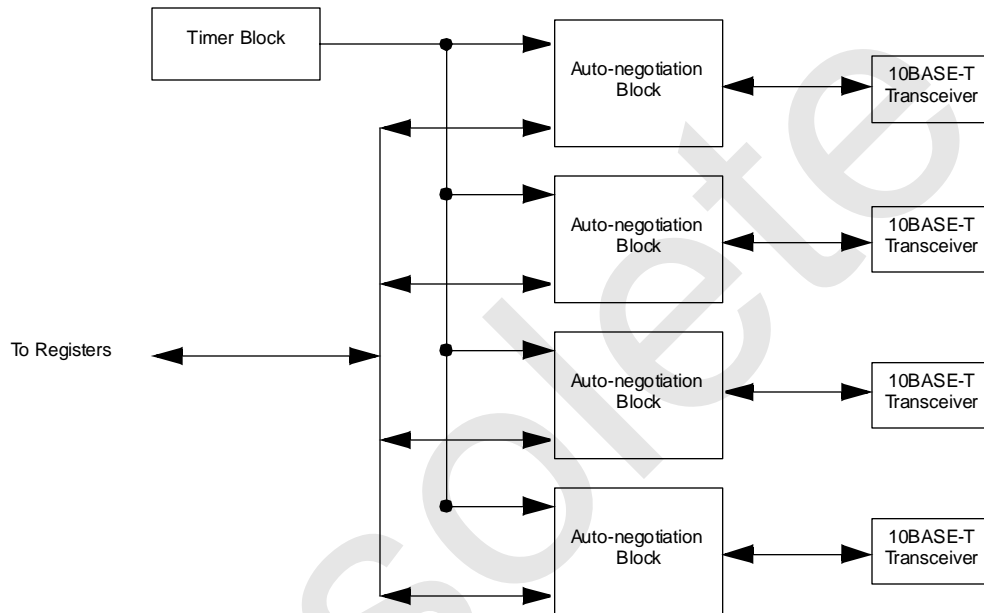 Timer Block
Auto-negotiation
Block
10BASE-T
Transceiver
Auto-negotiation
Block
10BASE-T
Transceiver
To Registers
Auto-negotiation
Block
10BASE-T
Transceiver
Auto-negotiation
Block
10BASE-T
Transceiver
solete